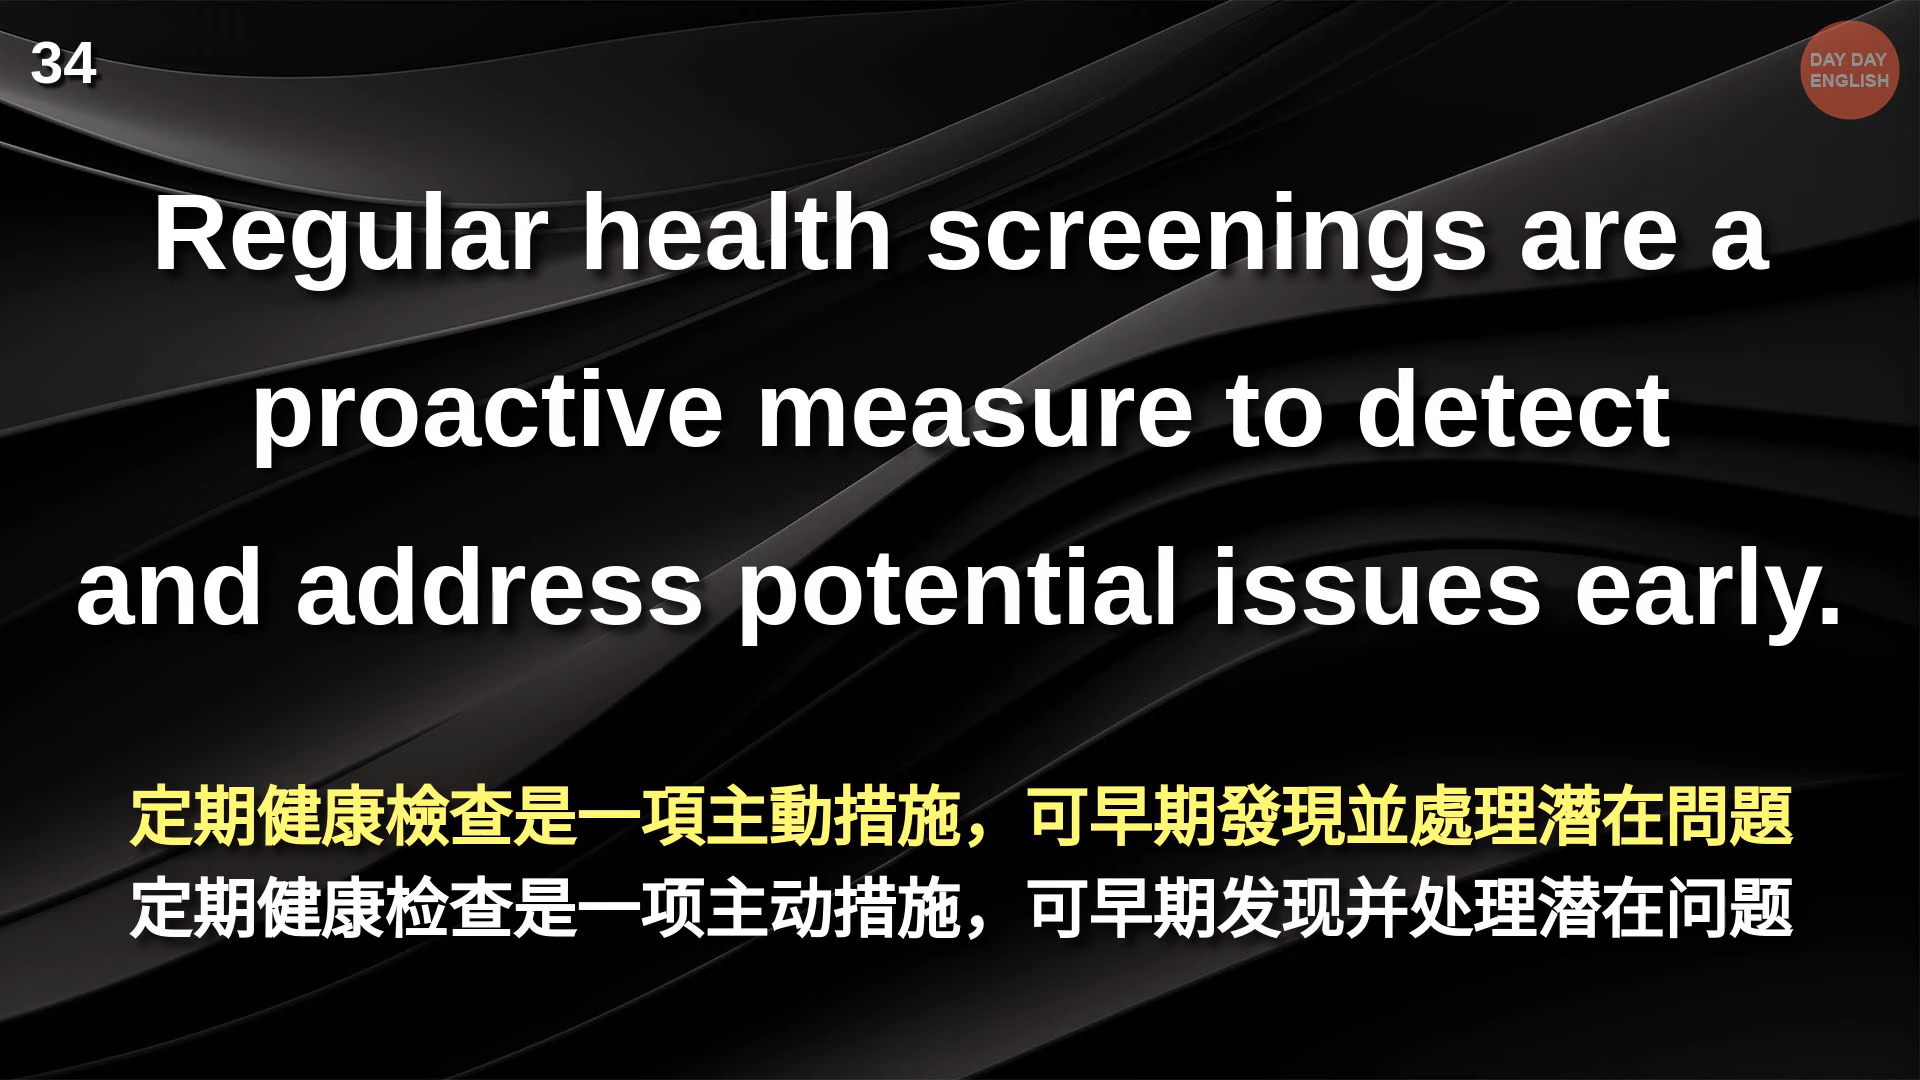 34
DAY DAY
ENGLISH
Regular health screenings are a
proactive measure to detect
and address potential issues early.
定期健康檢查是一項主動措施，可早期發現並處理潛在問題
定期健康检查是一项主动措施，可早期发现并处理潜在问题